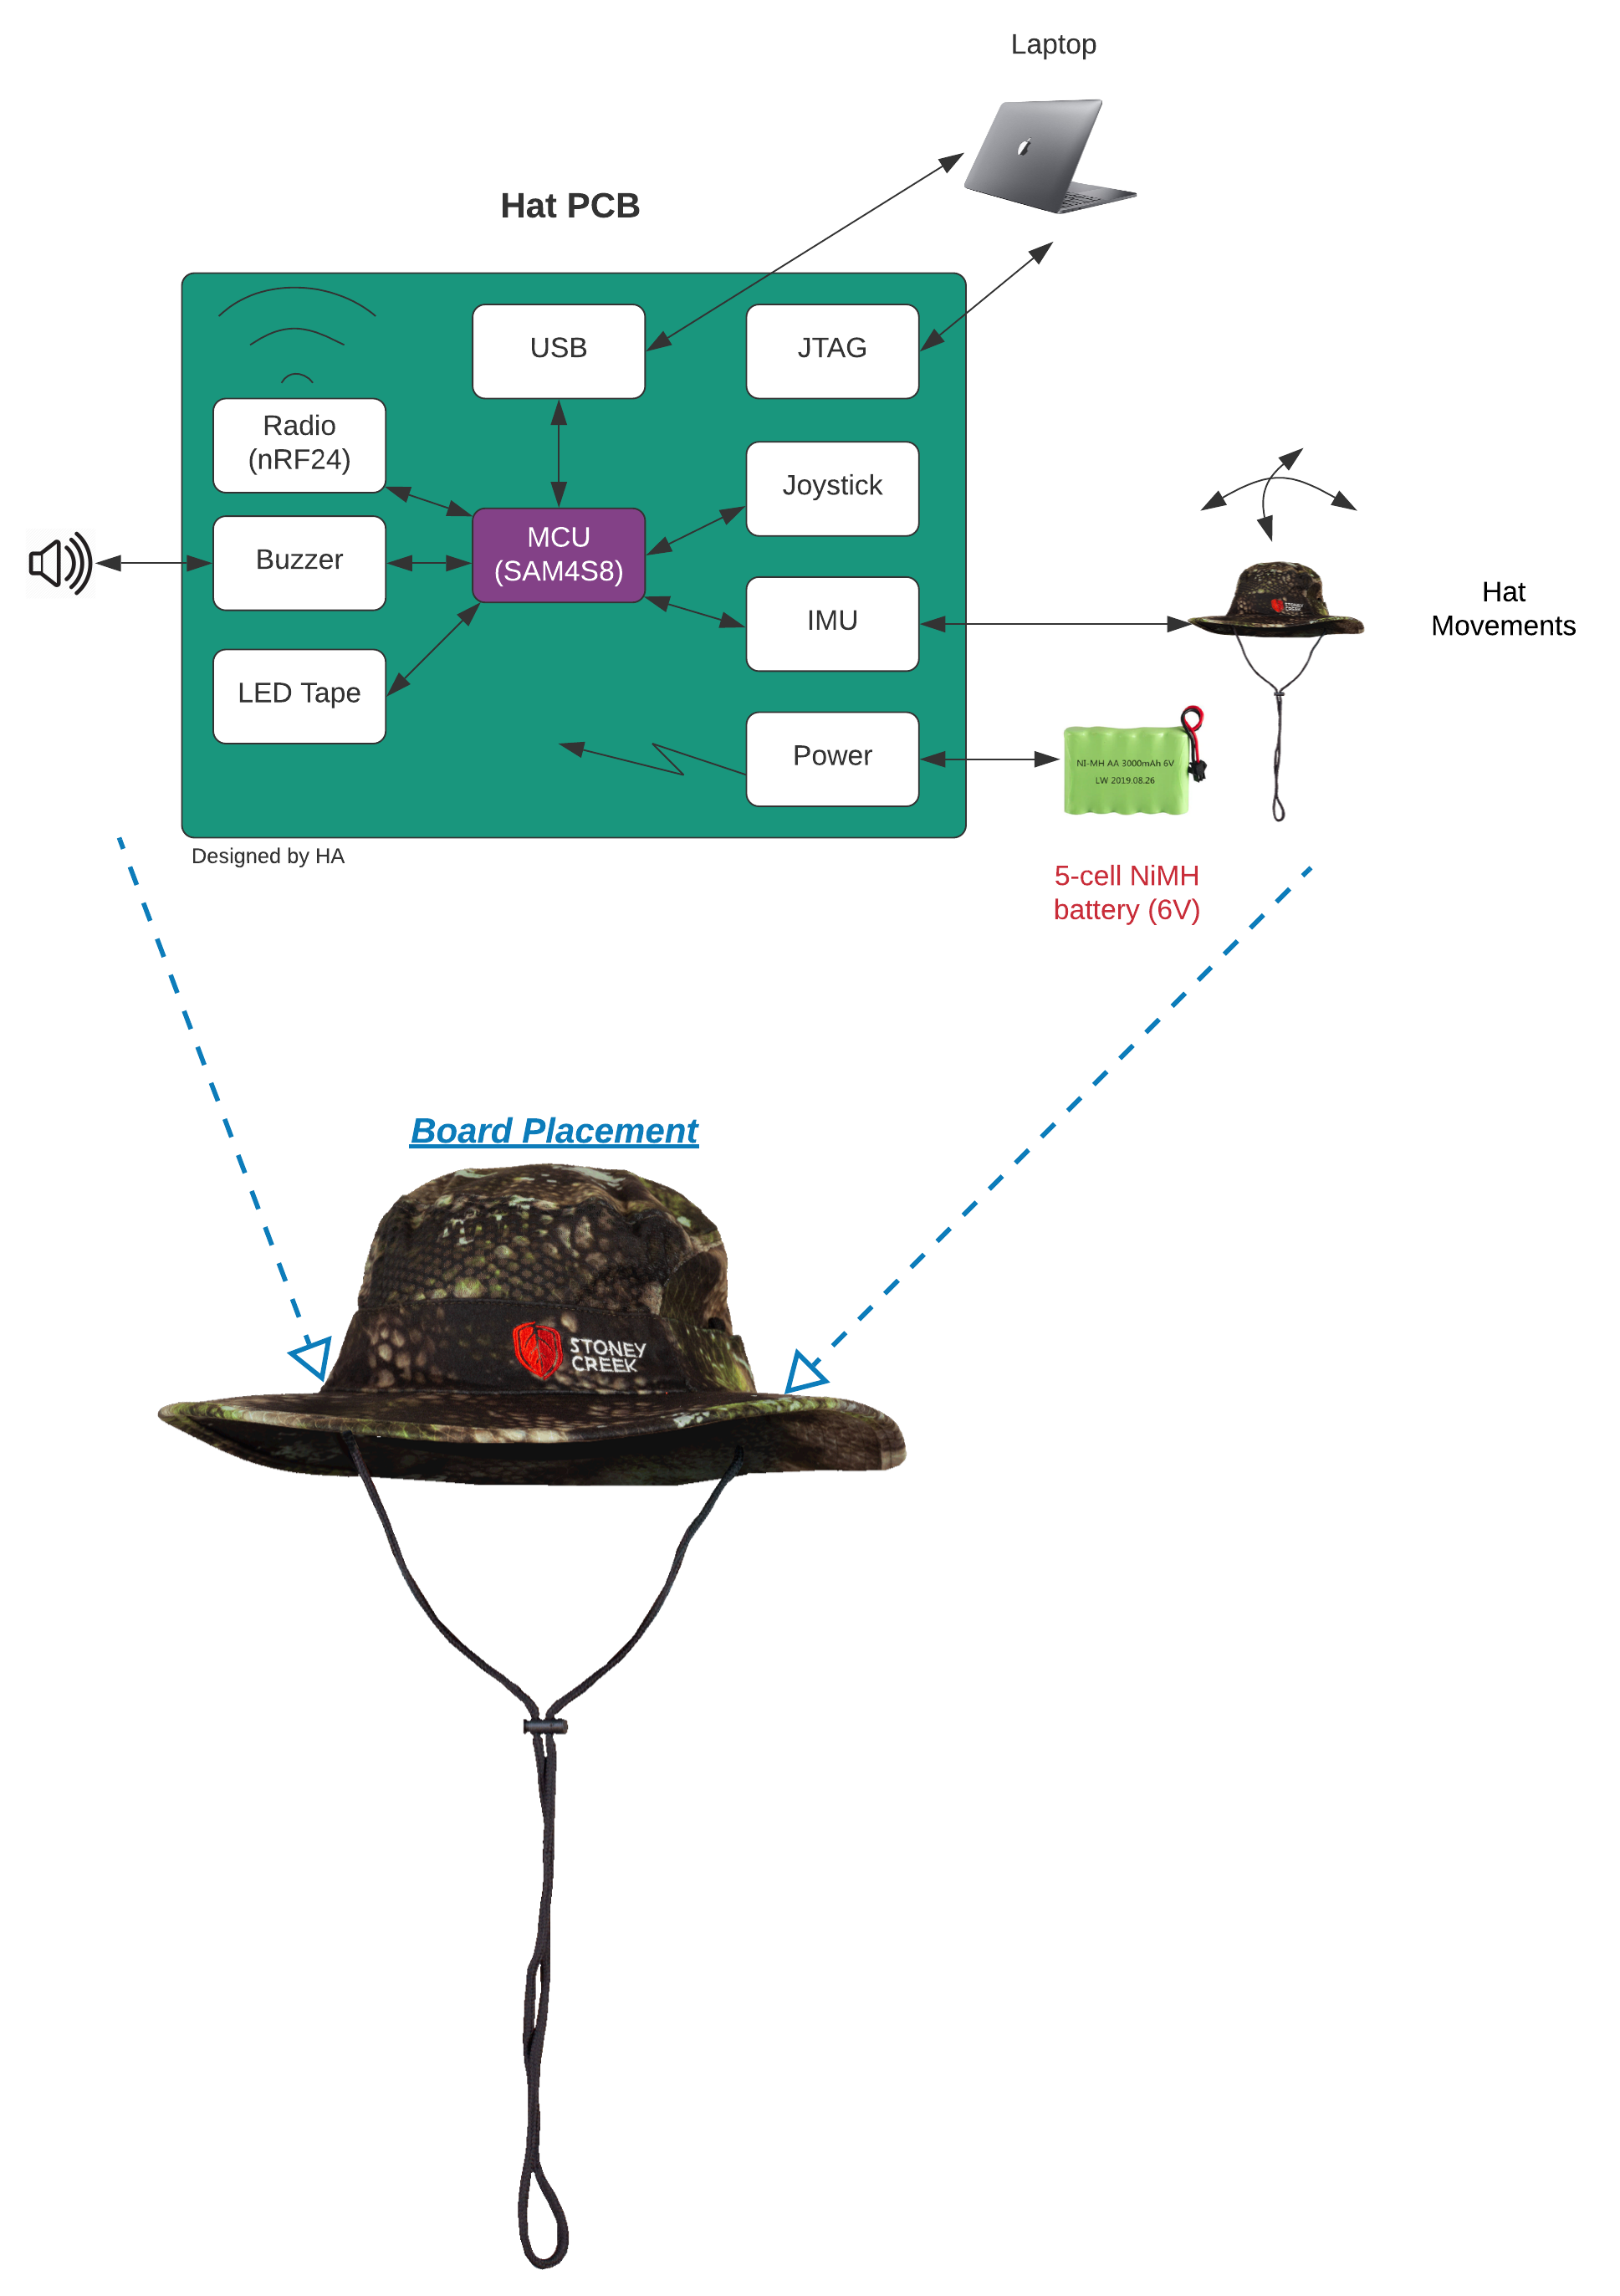 Laptop
Hat PCB
USB
JTAG
Radio
(nRF24)
Joystick
MCU
(SAM4S8)
Buzzer
IMU
Hat
Movements
STONEY
CREEK
LED Tape
Power
NI-MH AA 3000mAh 6V
LW 2019.08.26
Designed by HA
5-cell NiMH
battery (6V)
Board Placement
STONEY
CREEK